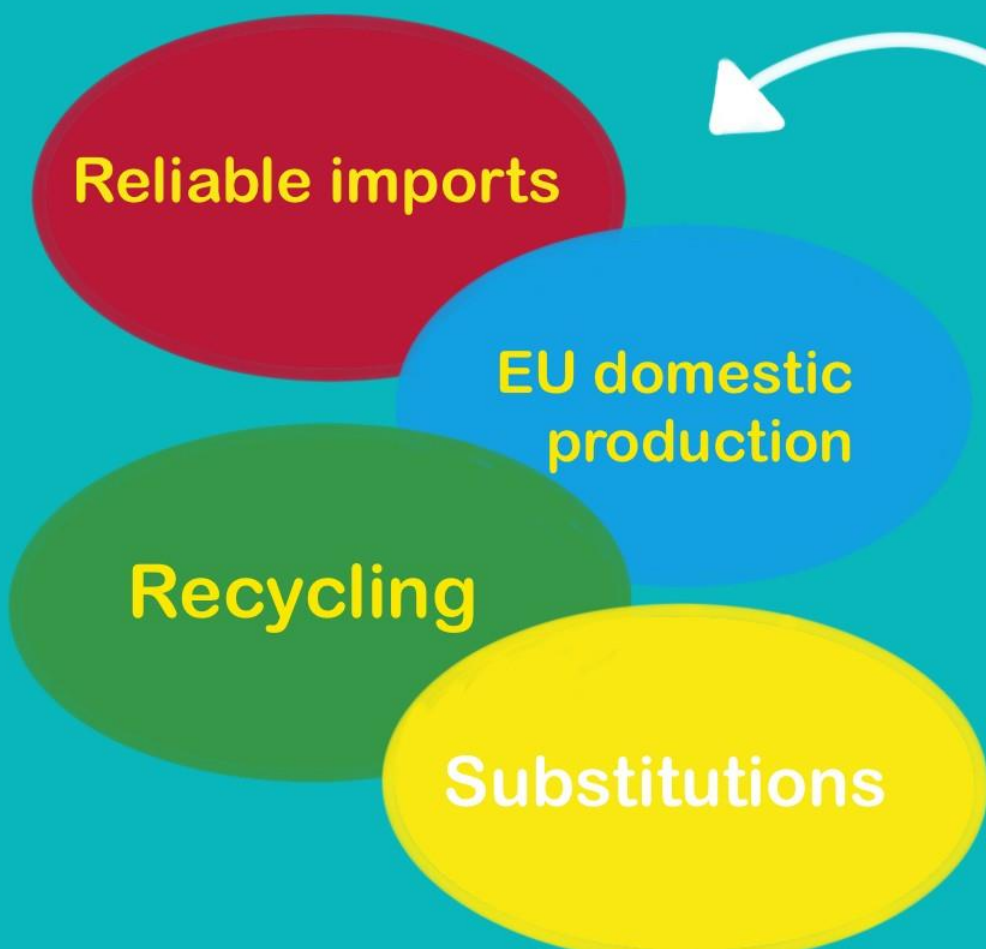 Reliable imports
EU domestic
production
Recycling
Substitutions